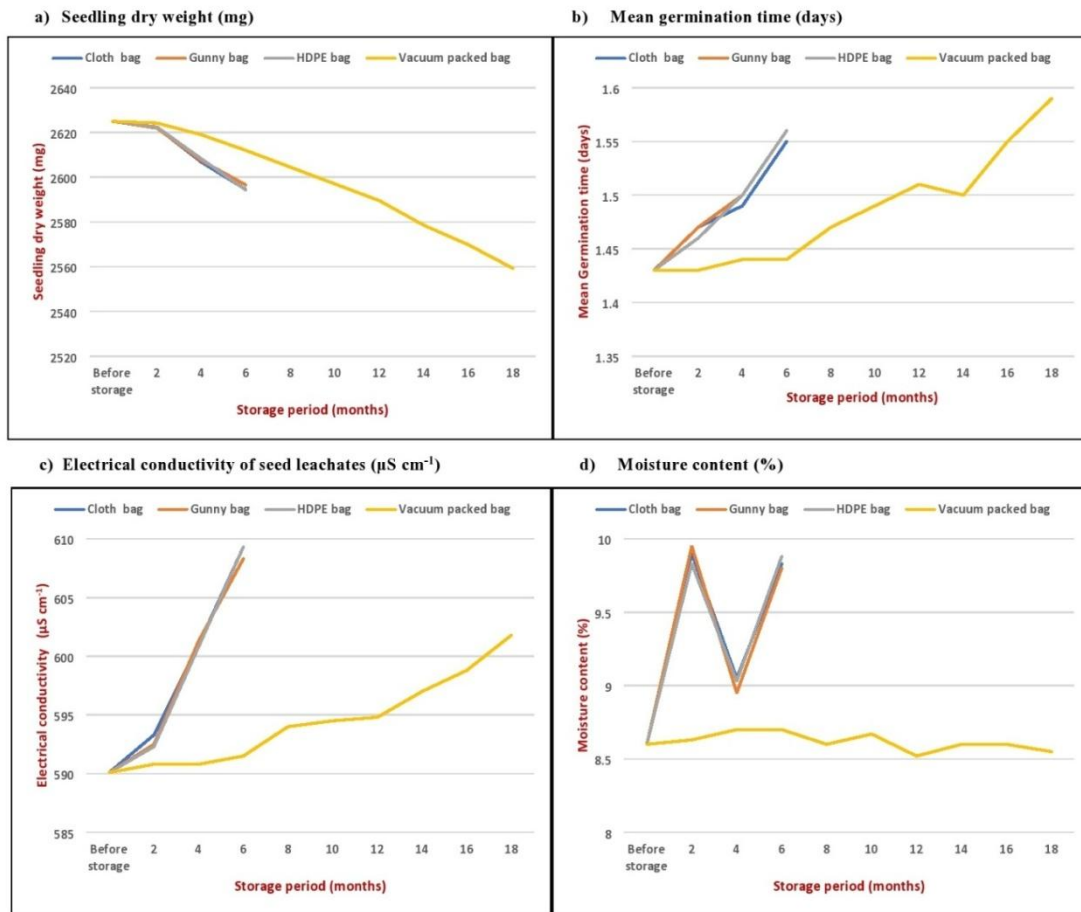 a) Seedling dry weight (mg)
Cloth bag Gunny bag HDPE bag Vacuum packed bag
2640
2620
2600
2580
2560
2540
2520
Seedling dry weight (mg)
Before storage 2 4 6 8 10 12 14 16 18
Storage period (months)
b) Mean germination time (days)
Cloth bag Gunny bag HDPE bag Vacuum packed bag
1.6
1.55
1.5
1.45
1.4
1.35
Mean Germination time (days)
Before storage 2 4 6 8 10 12 14 16 18
Storage period (months)
c) Electrical conductivity of seed leachates (µS cm⁻¹)
Cloth bag Gunny bag HDPE bag Vacuum packed bag
610
605
600
595
590
585
Electrical conductivity (µS cm⁻¹)
Before storage 2 4 6 8 10 12 14 16 18
Storage period (months)
d) Moisture content (%)
Cloth bag Gunny bag HDPE bag Vacuum packed bag
10
9.5
9
8.5
8
Moisture content (%)
Before storage 2 4 6 8 10 12 14 16 18
Storage period (months)